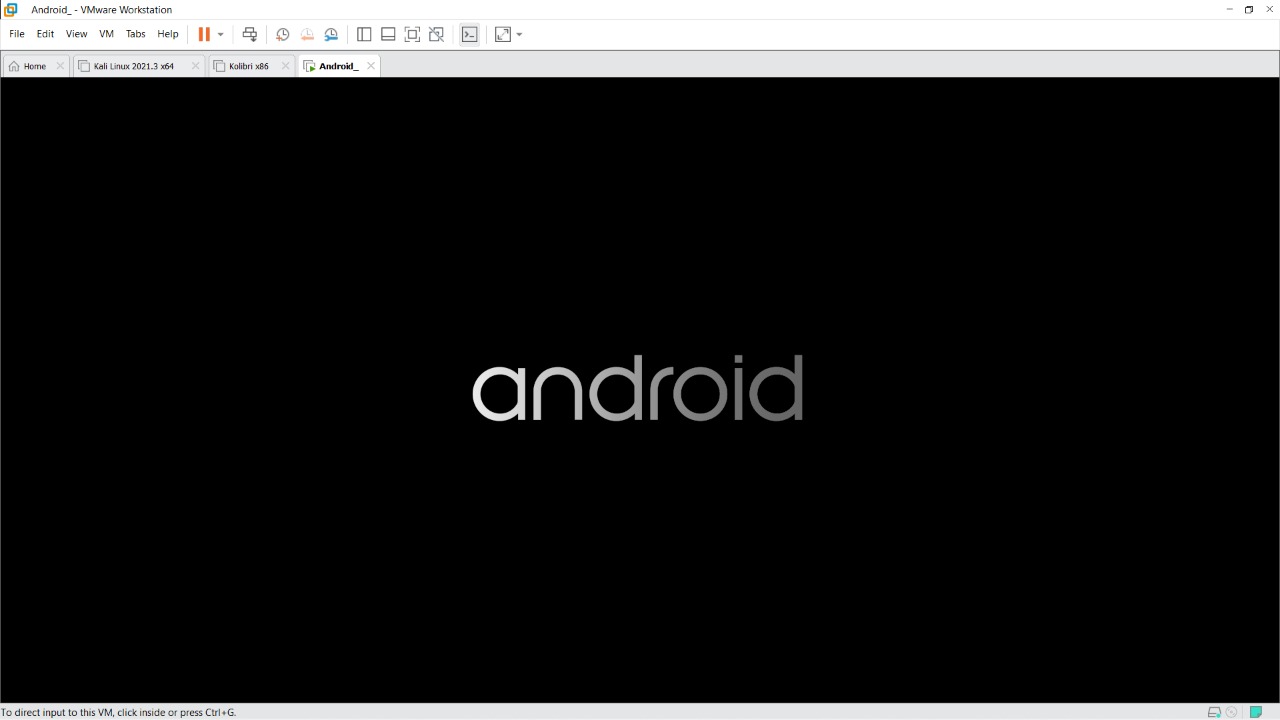 Android_ - VMware Workstation
File Edit View VM Tabs Help
Home Kali Linux 2021.3 x64 Kolibri x86 Android_
android
To direct input to this VM, click inside or press Ctrl+G.